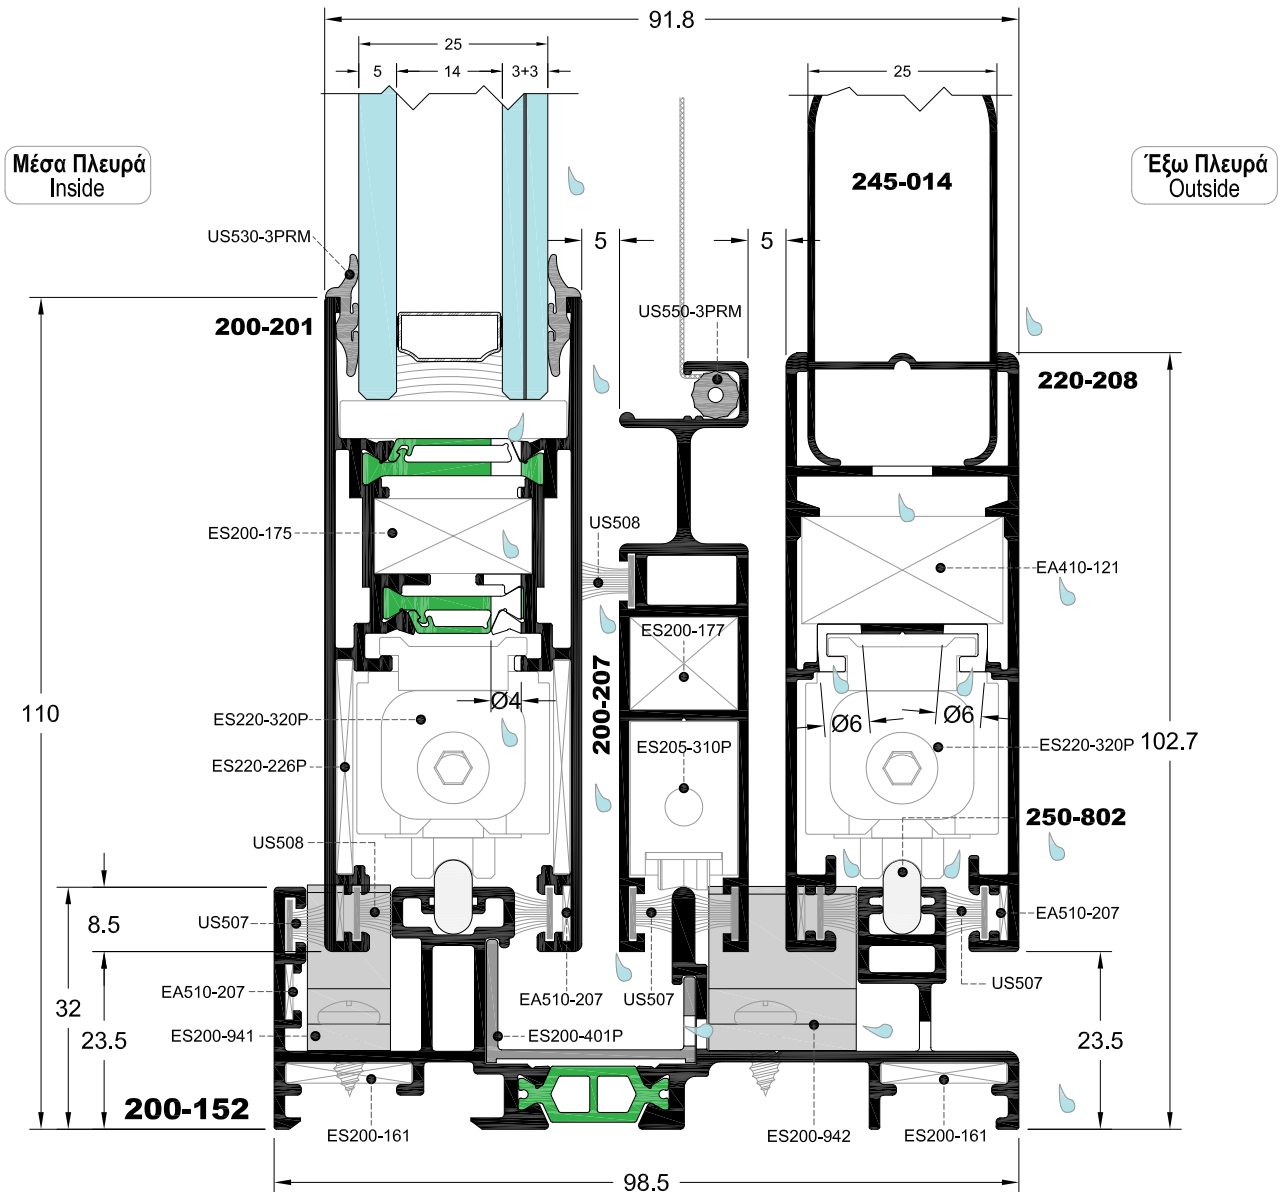 91.8
25
5
14
3+3
25
Μέσα Πλευρά
Inside
Έξω Πλευρά
Outside
245-014
US530-3PRM
5
5
200-201
US550-3PRM
220-208
ES200-175
US508
EA410-121
ES200-177
200-207
110
ES220-320P
Ø4
Ø6
Ø6
ES205-310P
ES220-320P
102.7
ES220-226P
250-802
US508
8.5
US507
EA510-207
EA510-207
EA510-207
US507
US507
32
23.5
ES200-941
ES200-401P
23.5
200-152
ES200-161
ES200-942
ES200-161
98.5